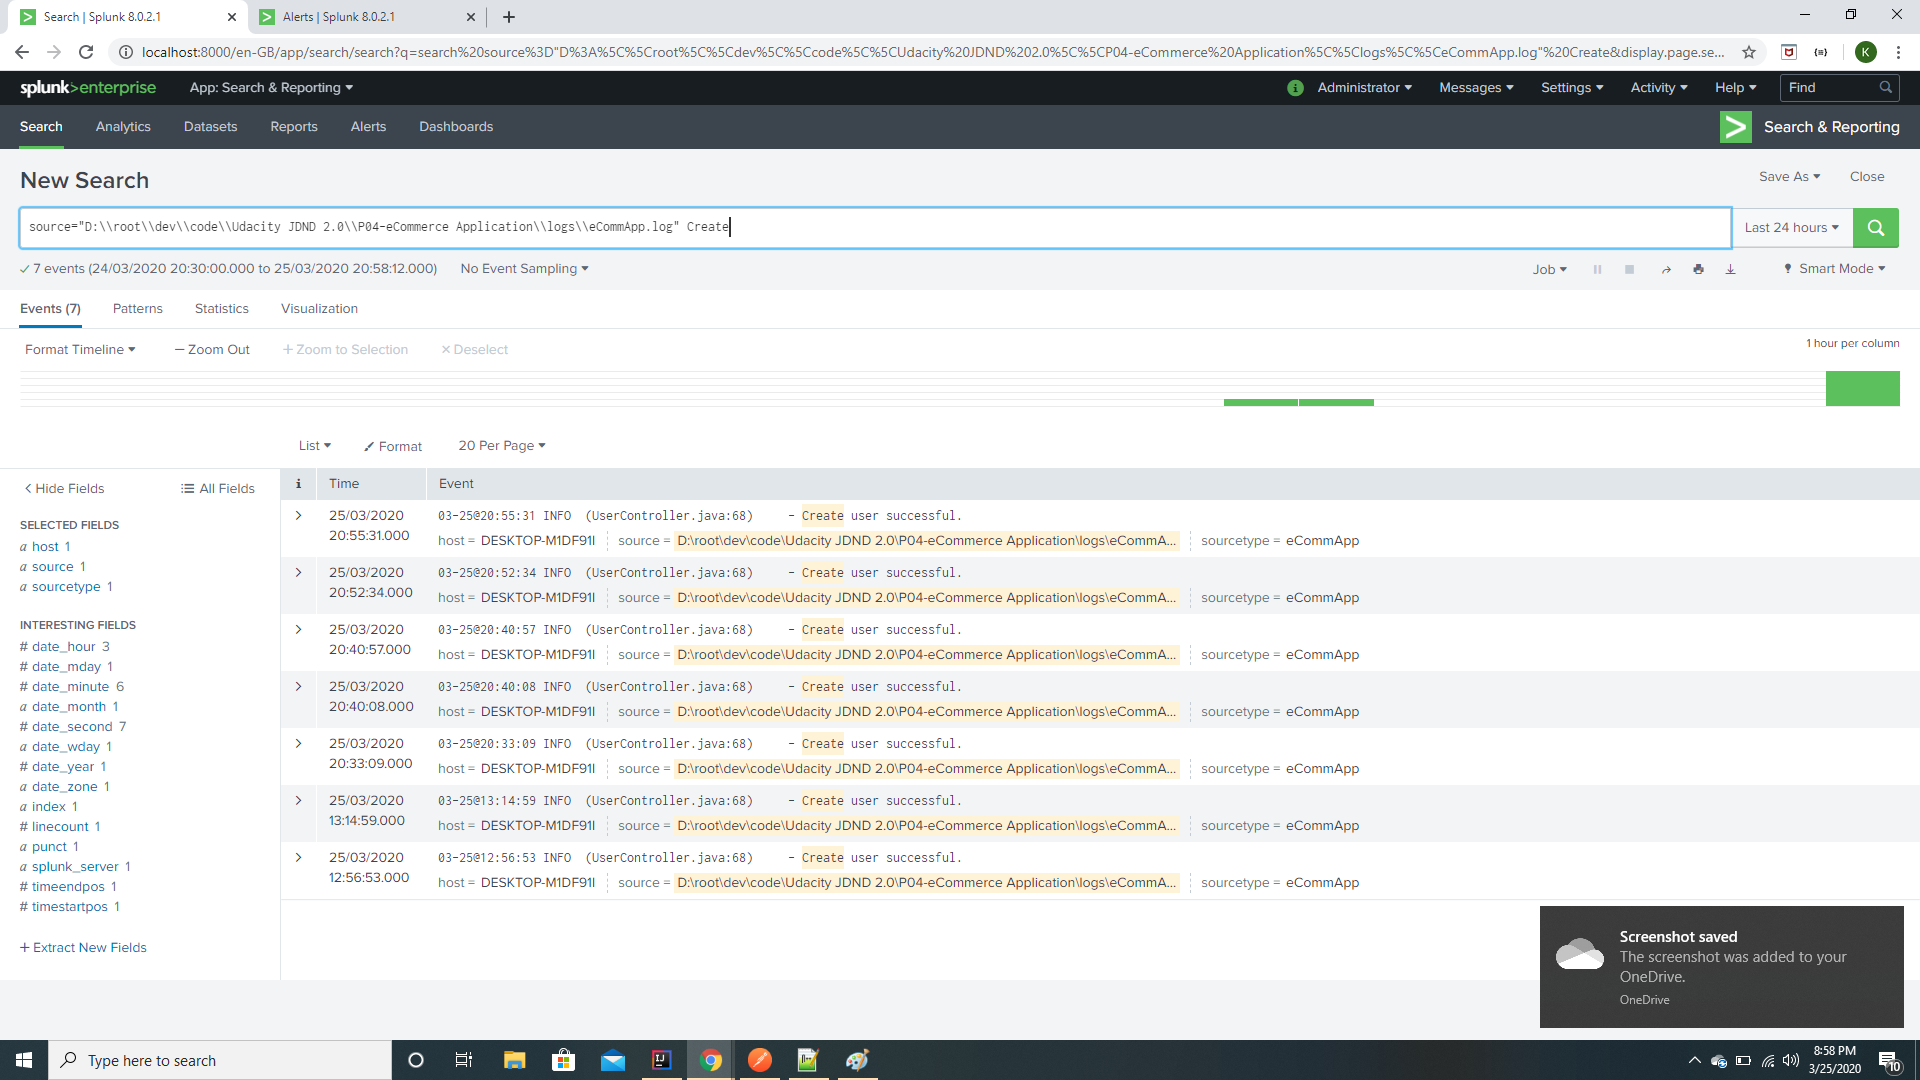 Search | Splunk 8.0.2.1
Alerts | Splunk 8.0.2.1
localhost:8000/en-GB/app/search/search?q=search%20source%3D"D%3A%5C%5Croot%5C%5Cdev%5C%5Ccode%5C%5CUdacity%20JDND%202.0%5C%5CP04-eCommerce%20Application%5C%5Clogs%5C%5CeCommApp.log"%20Create&display.page.se...
K
splunk>enterprise
App: Search & Reporting
Administrator
Messages
Settings
Activity
Help
Find
Search
Analytics
Datasets
Reports
Alerts
Dashboards
Search & Reporting
New Search
Save As
Close
source="D:\\root\\dev\\code\\Udacity JDND 2.0\\P04-eCommerce Application\\logs\\eCommApp.log" Create
Last 24 hours
7 events (24/03/2020 20:30:00.000 to 25/03/2020 20:58:12.000)
No Event Sampling
Job
Smart Mode
Events (7)
Patterns
Statistics
Visualization
Format Timeline
— Zoom Out
+ Zoom to Selection
× Deselect
1 hour per column
List
Format
20 Per Page
< Hide Fields
All Fields
SELECTED FIELDS
a host 1
a source 1
a sourcetype 1
INTERESTING FIELDS
# date_hour 3
# date_mday 1
# date_minute 6
a date_month 1
# date_second 7
a date_wday 1
# date_year 1
a date_zone 1
a index 1
# linecount 1
a punct 1
a splunk_server 1
# timeendpos 1
# timestartpos 1
+ Extract New Fields
i Time Event
25/03/2020 03-25@20:55:31 INFO (UserController.java:68) - Create user successful.
20:55:31.000 host = DESKTOP-M1DF91I source = D:\root\dev\code\Udacity JDND 2.0\P04-eCommerce Application\logs\eCommA... sourcetype = eCommApp
25/03/2020 03-25@20:52:34 INFO (UserController.java:68) - Create user successful.
20:52:34.000 host = DESKTOP-M1DF91I source = D:\root\dev\code\Udacity JDND 2.0\P04-eCommerce Application\logs\eCommA... sourcetype = eCommApp
25/03/2020 03-25@20:40:57 INFO (UserController.java:68) - Create user successful.
20:40:57.000 host = DESKTOP-M1DF91I source = D:\root\dev\code\Udacity JDND 2.0\P04-eCommerce Application\logs\eCommA... sourcetype = eCommApp
25/03/2020 03-25@20:40:08 INFO (UserController.java:68) - Create user successful.
20:40:08.000 host = DESKTOP-M1DF91I source = D:\root\dev\code\Udacity JDND 2.0\P04-eCommerce Application\logs\eCommA... sourcetype = eCommApp
25/03/2020 03-25@20:33:09 INFO (UserController.java:68) - Create user successful.
20:33:09.000 host = DESKTOP-M1DF91I source = D:\root\dev\code\Udacity JDND 2.0\P04-eCommerce Application\logs\eCommA... sourcetype = eCommApp
25/03/2020 03-25@13:14:59 INFO (UserController.java:68) - Create user successful.
13:14:59.000 host = DESKTOP-M1DF91I source = D:\root\dev\code\Udacity JDND 2.0\P04-eCommerce Application\logs\eCommA... sourcetype = eCommApp
25/03/2020 03-25@12:56:53 INFO (UserController.java:68) - Create user successful.
12:56:53.000 host = DESKTOP-M1DF91I source = D:\root\dev\code\Udacity JDND 2.0\P04-eCommerce Application\logs\eCommA... sourcetype = eCommApp
Screenshot saved
The screenshot was added to your
OneDrive.
OneDrive
Type here to search
IJ
8:58 PM
3/25/2020
10